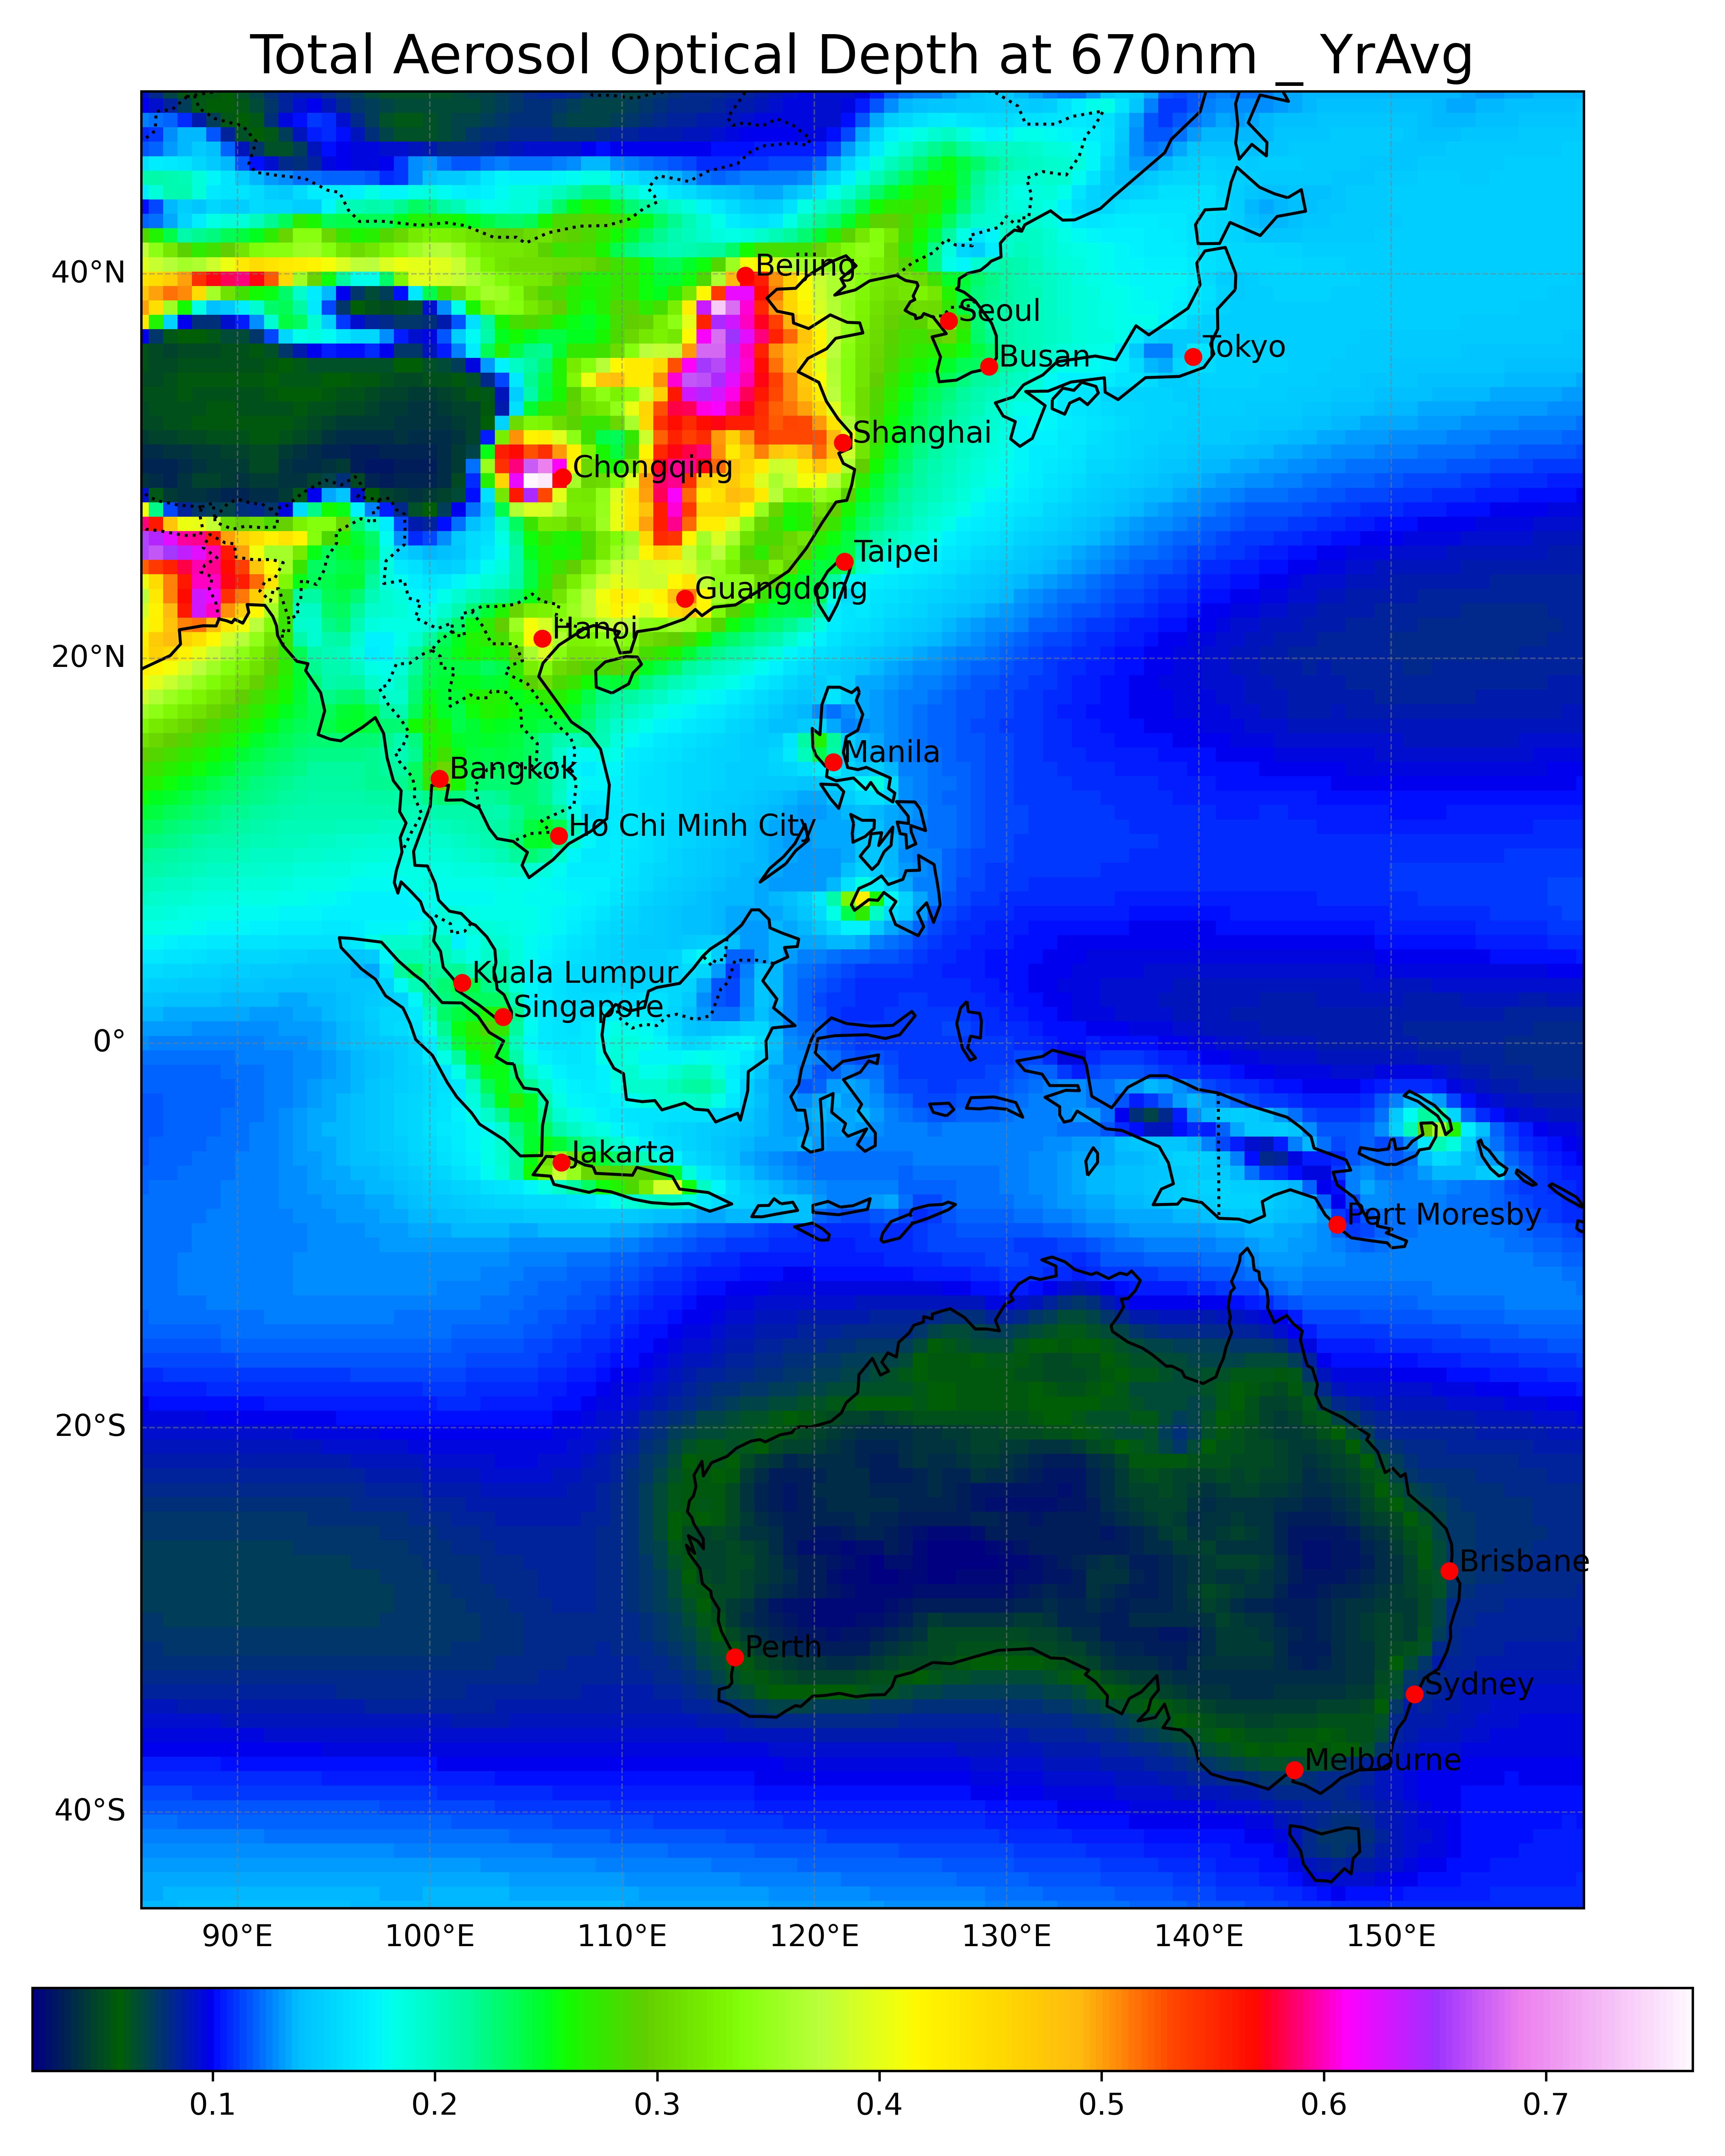 Total Aerosol Optical Depth at 670nm _ YrAvg
40°N
Beijing
Seoul
Busan
Tokyo
Shanghai
Chongqing
Taipei
Guangdong
Hanoi
20°N
Manila
Bangkok
Ho Chi Minh City
Kuala Lumpur
Singapore
0°
Jakarta
Port Moresby
20°S
Brisbane
Perth
Sydney
Melbourne
40°S
90°E 100°E 110°E 120°E 130°E 140°E 150°E
0.1 0.2 0.3 0.4 0.5 0.6 0.7